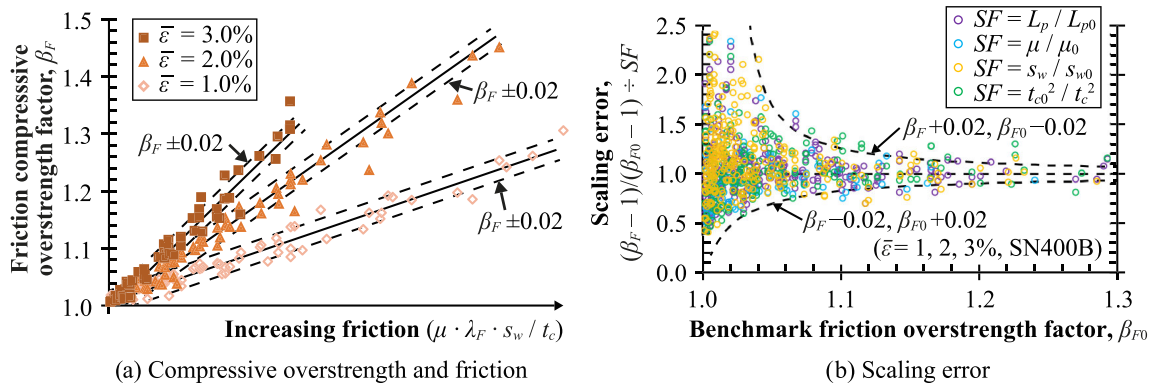 Friction compressive
overstrength factor, β_F
1.5
1.4
1.3
1.2
1.1
1.0
ε̅ = 3.0%
ε̅ = 2.0%
ε̅ = 1.0%
β_F ±0.02
β_F ±0.02
β_F ±0.02
Increasing friction (μ · λ_F · s_w / t_c)
(a) Compressive overstrength and friction
Scaling error,
(β_F − 1)/(β_F0 − 1) ÷ SF
2.5
2.0
1.5
1.0
0.5
0.0
SF = L_p / L_p0
SF = μ / μ_0
SF = s_w / s_w0
SF = t_c0² / t_c²
β_F +0.02, β_F0 −0.02
β_F −0.02, β_F0 +0.02
(ε̅ = 1, 2, 3%, SN400B)
1.0 1.1 1.2 1.3
Benchmark friction overstrength factor, β_F0
(b) Scaling error